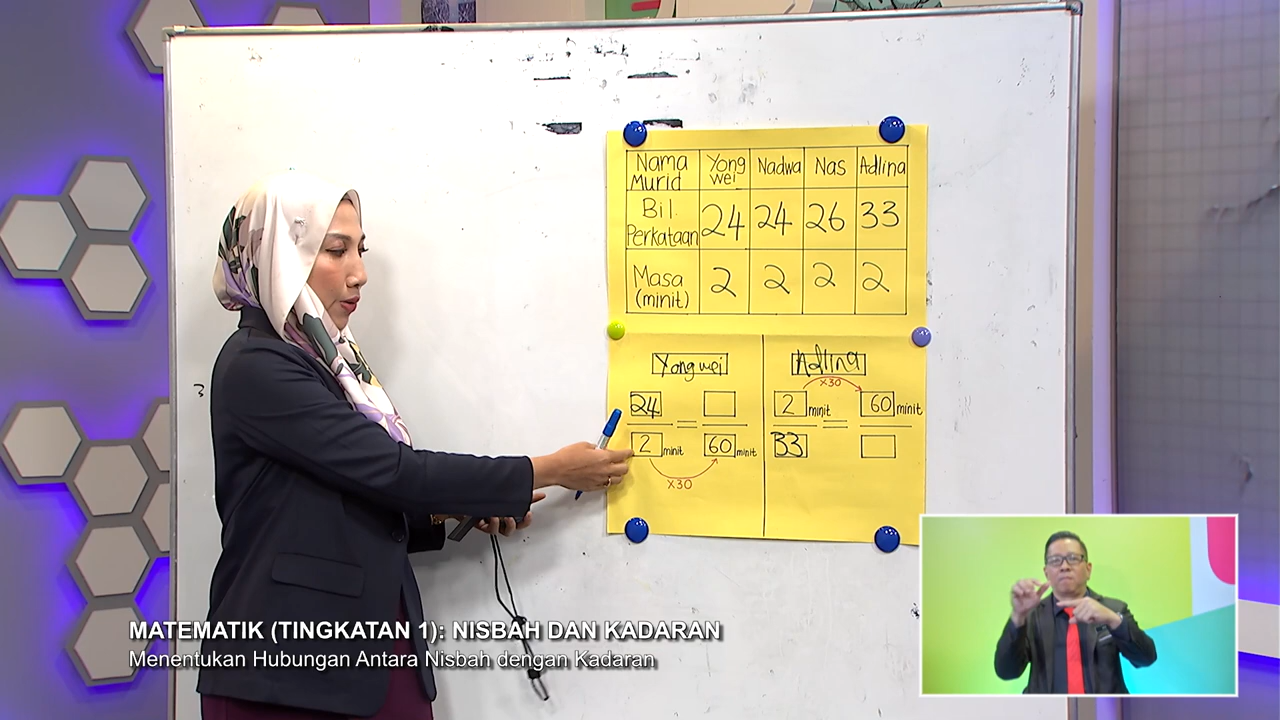 Nama Murid Yong wei Nadwa Nas Adlina
Bil. Perkataan 24 24 26 33
Masa (minit) 2 2 2 2
Yong wei
24 =
2 minit 60 minit
x30
Adlina
x30
2 minit = 60 minit
33
3
MATEMATIK (TINGKATAN 1): NISBAH DAN KADARAN
Menentukan Hubungan Antara Nisbah dengan Kadaran